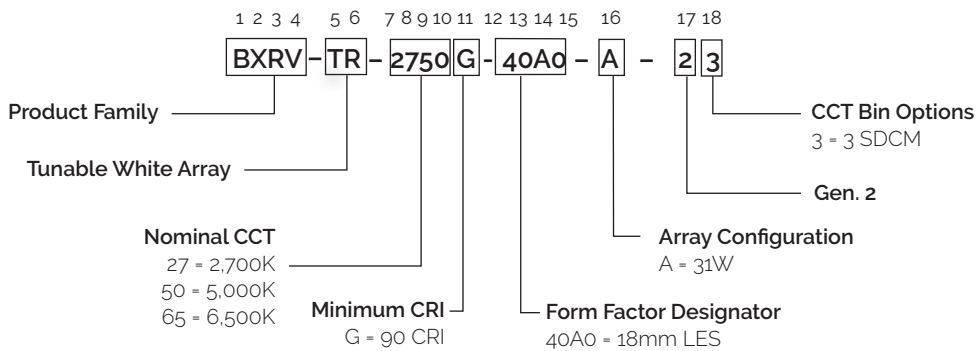 1 2 3 4 5 6 7 8 9 10 11 12 13 14 15 16 17 18
BXRV – TR – 2750 G - 40A0 – A – 2 3
Product Family
CCT Bin Options
3 = 3 SDCM
Tunable White Array
Gen. 2
Nominal CCT
27 = 2,700K
50 = 5,000K
65 = 6,500K
Array Configuration
A = 31W
Minimum CRI
G = 90 CRI
Form Factor Designator
40A0 = 18mm LES